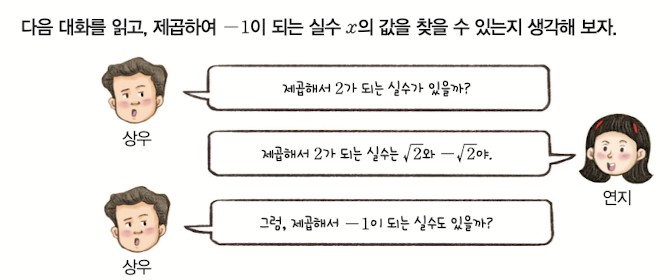 다음 대화를 읽고, 제곱하여 −1이 되는 실수 x의 값을 찾을 수 있는지 생각해 보자.
제곱해서 2가 되는 실수가 있을까?
상우
제곱해서 2가 되는 실수는 √2와 −√2야.
연지
그럼, 제곱해서 −1이 되는 실수도 있을까?
상우